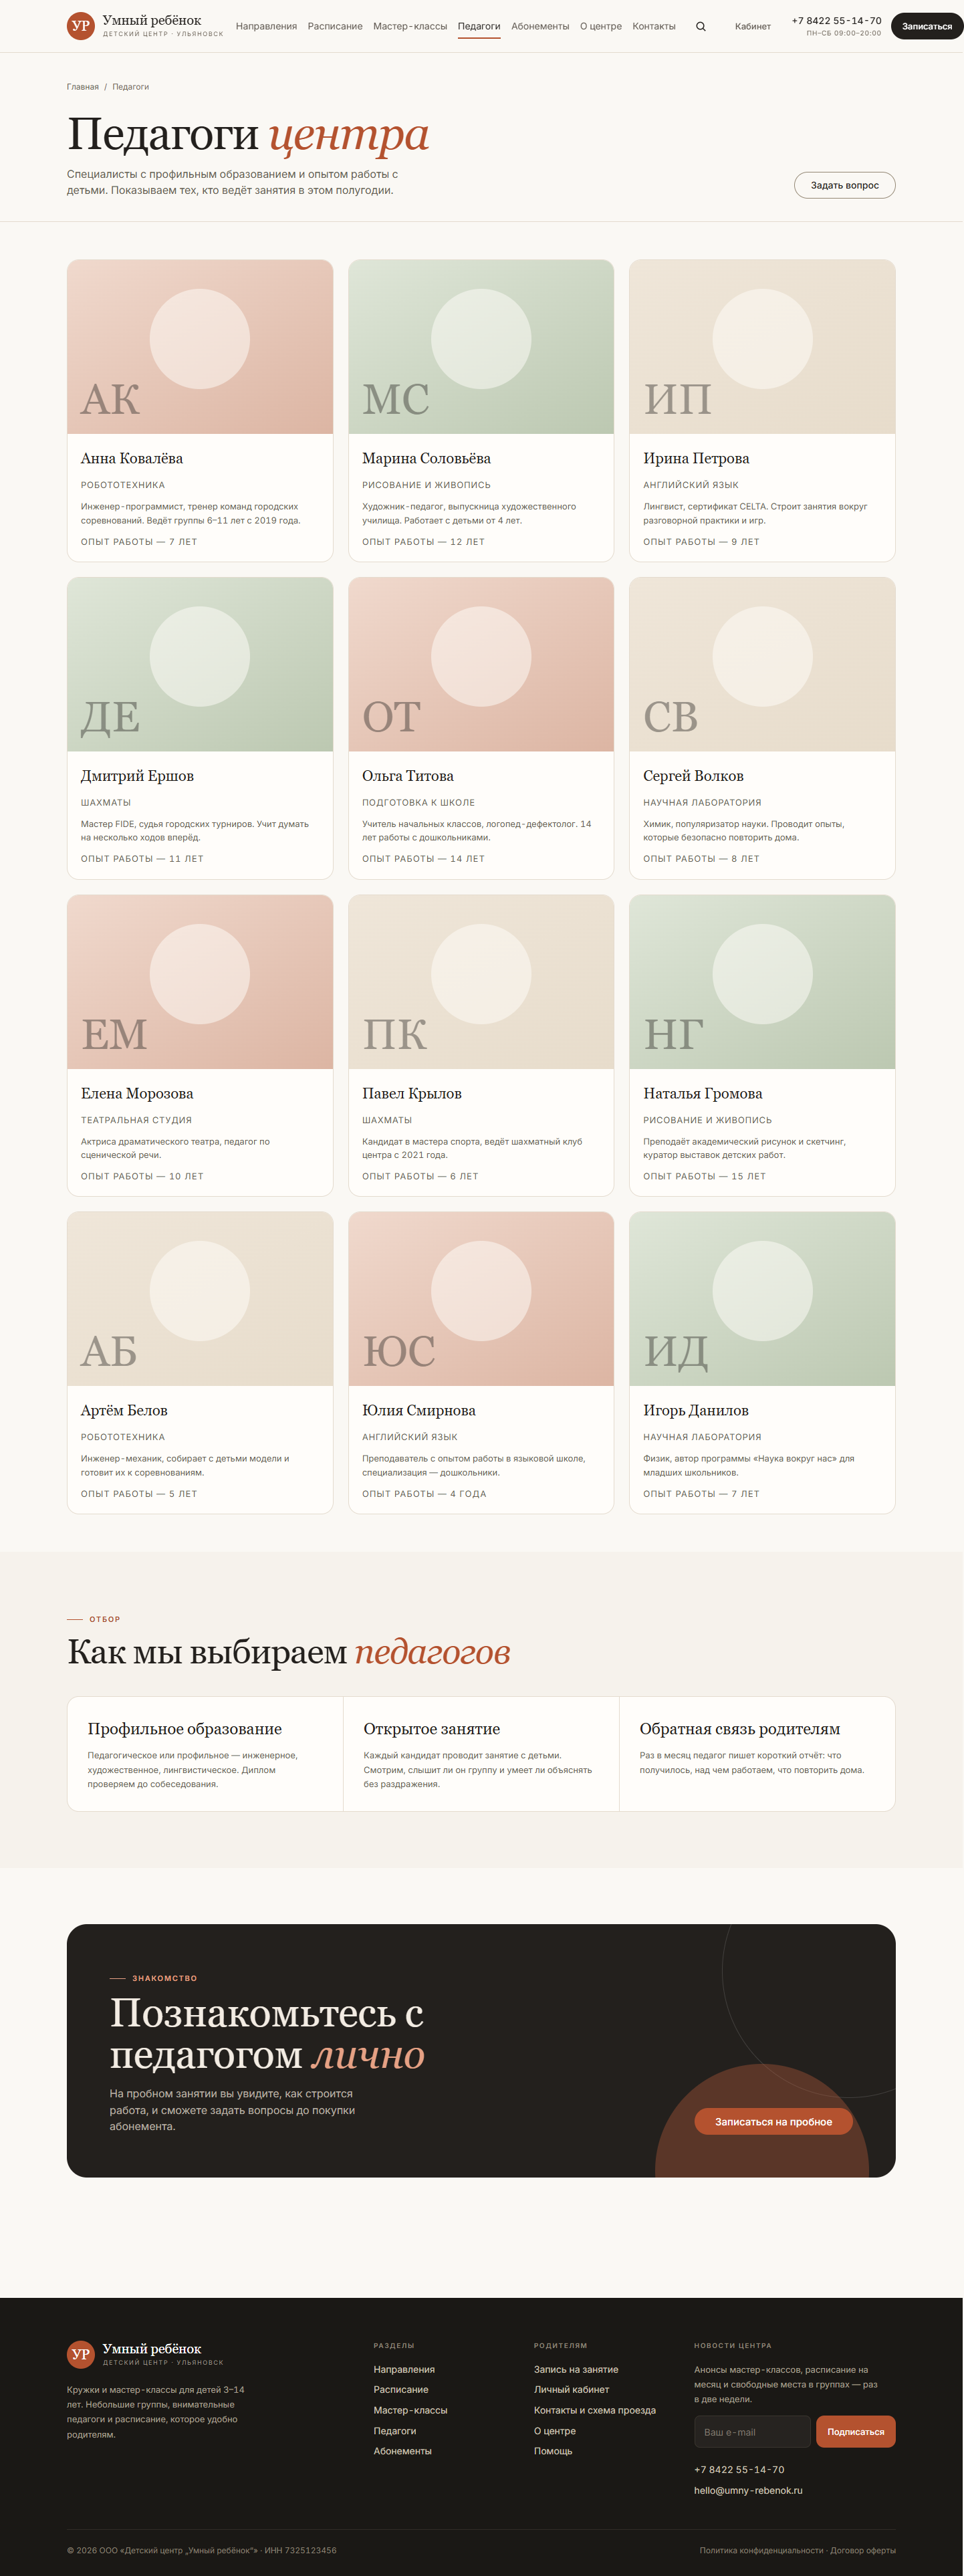 УР
Умный ребёнок
ДЕТСКИЙ ЦЕНТР · УЛЬЯНОВСК
Направления Расписание Мастер-классы Педагоги Абонементы О центре Контакты
Кабинет
+7 8422 55-14-70
ПН–СБ 09:00–20:00
Записаться
Главная / Педагоги
Педагоги центра
Специалисты с профильным образованием и опытом работы с
детьми. Показываем тех, кто ведёт занятия в этом полугодии.
Задать вопрос
АК
Анна Ковалёва
РОБОТОТЕХНИКА
Инженер-программист, тренер команд городских
соревнований. Ведёт группы 6–11 лет с 2019 года.
ОПЫТ РАБОТЫ — 7 ЛЕТ
МС
Марина Соловьёва
РИСОВАНИЕ И ЖИВОПИСЬ
Художник-педагог, выпускница художественного
училища. Работает с детьми от 4 лет.
ОПЫТ РАБОТЫ — 12 ЛЕТ
ИП
Ирина Петрова
АНГЛИЙСКИЙ ЯЗЫК
Лингвист, сертификат CELTA. Строит занятия вокруг
разговорной практики и игр.
ОПЫТ РАБОТЫ — 9 ЛЕТ
ДЕ
Дмитрий Ершов
ШАХМАТЫ
Мастер FIDE, судья городских турниров. Учит думать
на несколько ходов вперёд.
ОПЫТ РАБОТЫ — 11 ЛЕТ
ОТ
Ольга Титова
ПОДГОТОВКА К ШКОЛЕ
Учитель начальных классов, логопед-дефектолог. 14
лет работы с дошкольниками.
ОПЫТ РАБОТЫ — 14 ЛЕТ
СВ
Сергей Волков
НАУЧНАЯ ЛАБОРАТОРИЯ
Химик, популяризатор науки. Проводит опыты,
которые безопасно повторить дома.
ОПЫТ РАБОТЫ — 8 ЛЕТ
ЕМ
Елена Морозова
ТЕАТРАЛЬНАЯ СТУДИЯ
Актриса драматического театра, педагог по
сценической речи.
ОПЫТ РАБОТЫ — 10 ЛЕТ
ПК
Павел Крылов
ШАХМАТЫ
Кандидат в мастера спорта, ведёт шахматный клуб
центра с 2021 года.
ОПЫТ РАБОТЫ — 6 ЛЕТ
НГ
Наталья Громова
РИСОВАНИЕ И ЖИВОПИСЬ
Преподаёт академический рисунок и скетчинг,
куратор выставок детских работ.
ОПЫТ РАБОТЫ — 15 ЛЕТ
АБ
Артём Белов
РОБОТОТЕХНИКА
Инженер-механик, собирает с детьми модели и
готовит их к соревнованиям.
ОПЫТ РАБОТЫ — 5 ЛЕТ
ЮС
Юлия Смирнова
АНГЛИЙСКИЙ ЯЗЫК
Преподаватель с опытом работы в языковой школе,
специализация — дошкольники.
ОПЫТ РАБОТЫ — 4 ГОДА
ИД
Игорь Данилов
НАУЧНАЯ ЛАБОРАТОРИЯ
Физик, автор программы «Наука вокруг нас» для
младших школьников.
ОПЫТ РАБОТЫ — 7 ЛЕТ
ОТБОР
Как мы выбираем педагогов
Профильное образование
Педагогическое или профильное — инженерное,
художественное, лингвистическое. Диплом
проверяем до собеседования.
Открытое занятие
Каждый кандидат проводит занятие с детьми.
Смотрим, слышит ли он группу и умеет ли объяснять
без раздражения.
Обратная связь родителям
Раз в месяц педагог пишет короткий отчёт: что
получилось, над чем работаем, что повторить дома.
ЗНАКОМСТВО
Познакомьтесь с
педагогом лично
На пробном занятии вы увидите, как строится
работа, и сможете задать вопросы до покупки
абонемента.
Записаться на пробное
УР
Умный ребёнок
ДЕТСКИЙ ЦЕНТР · УЛЬЯНОВСК
Кружки и мастер-классы для детей 3–14
лет. Небольшие группы, внимательные
педагоги и расписание, которое удобно
родителям.
РАЗДЕЛЫ
Направления
Расписание
Мастер-классы
Педагоги
Абонементы
РОДИТЕЛЯМ
Запись на занятие
Личный кабинет
Контакты и схема проезда
О центре
Помощь
НОВОСТИ ЦЕНТРА
Анонсы мастер-классов, расписание на
месяц и свободные места в группах — раз
в две недели.
Ваш e-mail
Подписаться
+7 8422 55-14-70
hello@umny-rebenok.ru
© 2026 ООО «Детский центр „Умный ребёнок“» · ИНН 7325123456
Политика конфиденциальности · Договор оферты